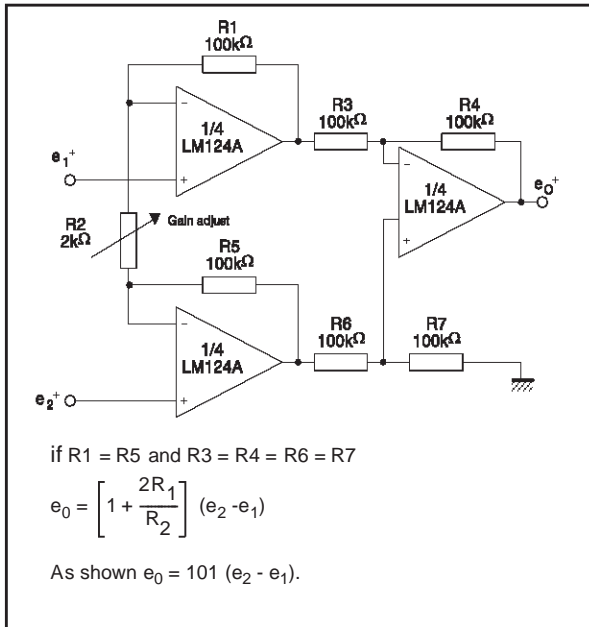 R1
100kΩ
1/4
LM124A
R3
100kΩ
R4
100kΩ
e1+
1/4
LM124A
eO+
R2
2kΩ
Gain adjust
R5
100kΩ
1/4
LM124A
R6
100kΩ
R7
100kΩ
e2+
if R1 = R5 and R3 = R4 = R6 = R7
e0 = [1 + 2R1/R2] (e2 -e1)
As shown e0 = 101 (e2 - e1).